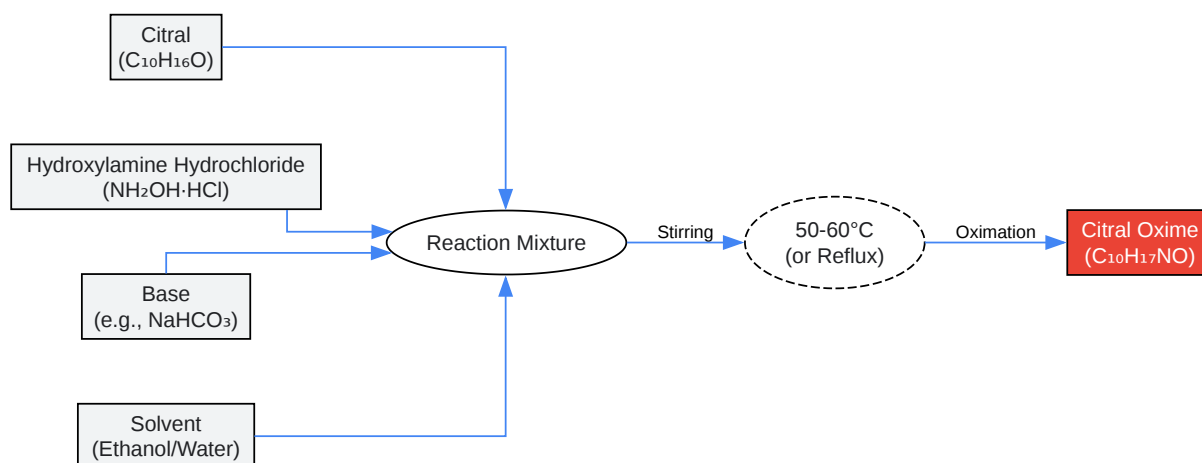 Citral
(C₁₀H₁₆O)
Hydroxylamine Hydrochloride
(NH₂OH·HCl)
Base
(e.g., NaHCO₃)
Solvent
(Ethanol/Water)
Reaction Mixture
Stirring
50-60°C
(or Reflux)
Oximation
Citral Oxime
(C₁₀H₁₇NO)